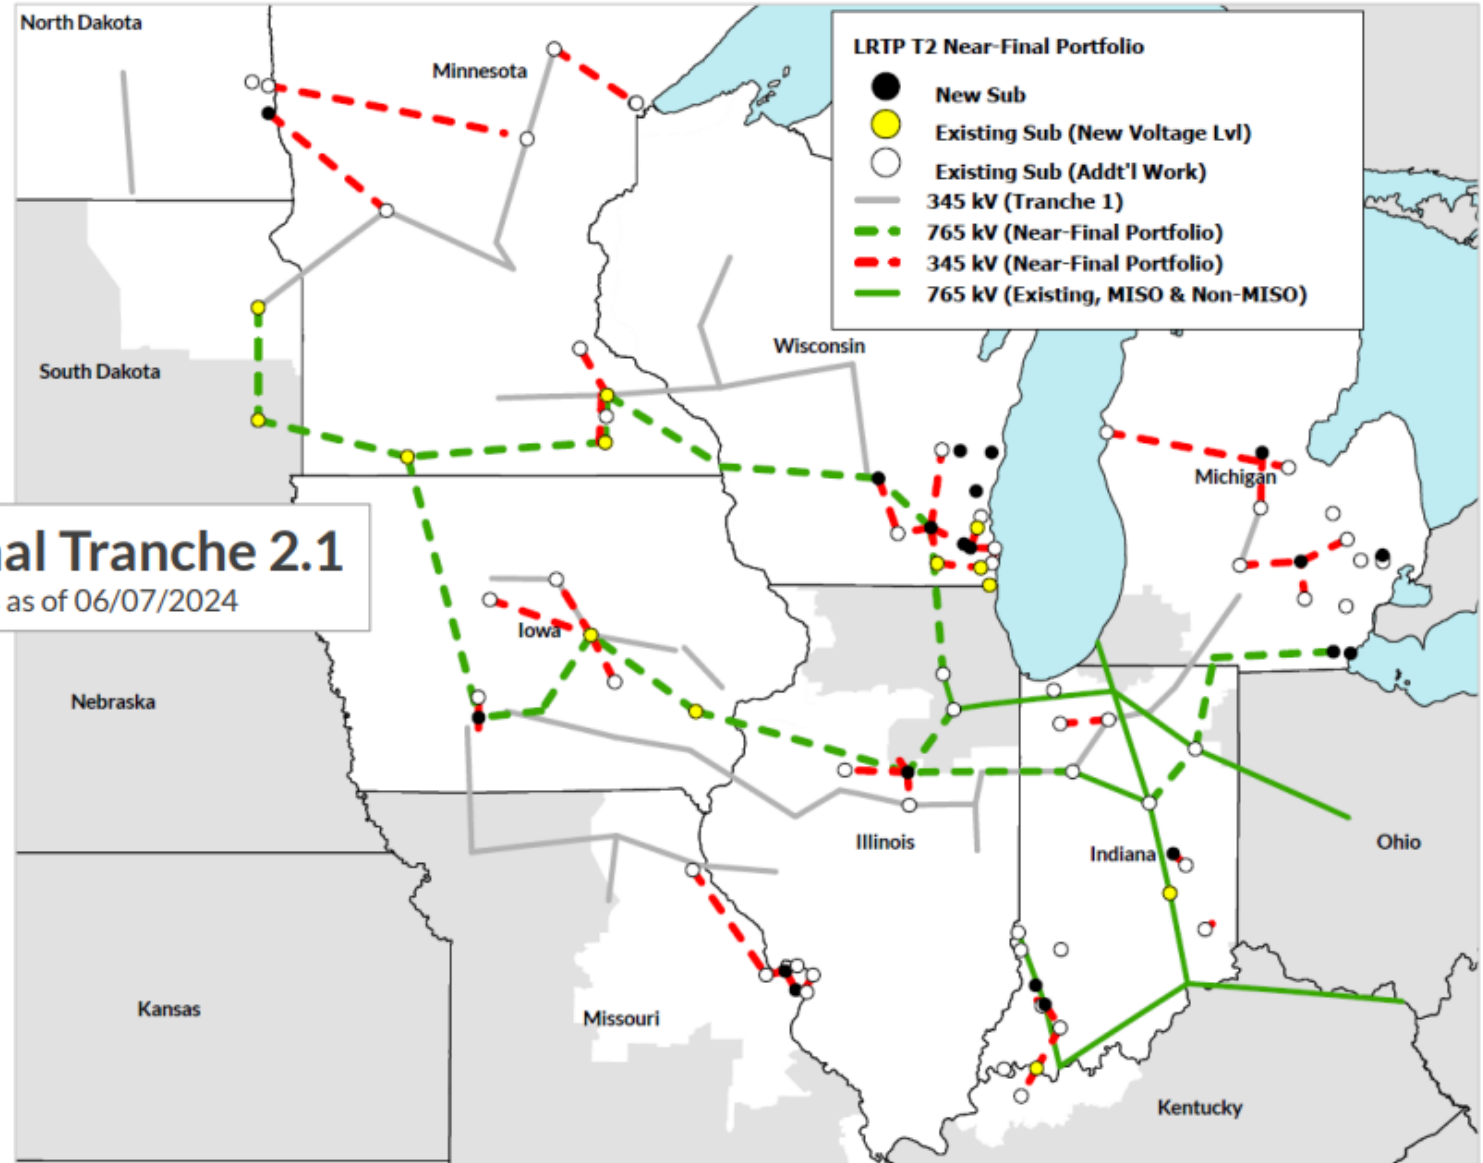 North Dakota
Minnesota
LRTP T2 Near-Final Portfolio
New Sub
Existing Sub (New Voltage Lvl)
Existing Sub (Addt'l Work)
345 kV (Tranche 1)
765 kV (Near-Final Portfolio)
345 kV (Near-Final Portfolio)
765 kV (Existing, MISO & Non-MISO)
Wisconsin
South Dakota
Michigan
al Tranche 2.1
as of 06/07/2024
Iowa
Nebraska
Illinois
Indiana
Ohio
Kansas
Missouri
Kentucky